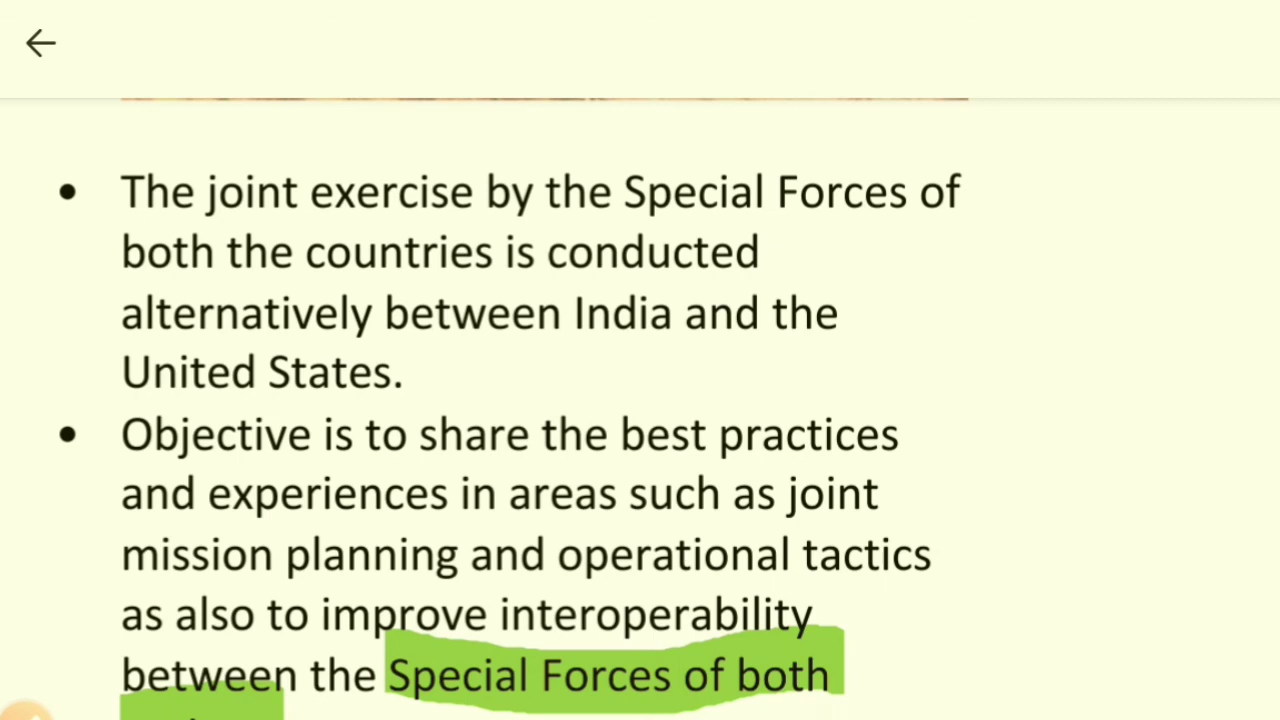 The joint exercise by the Special Forces of
both the countries is conducted
alternatively between India and the
United States.
Objective is to share the best practices
and experiences in areas such as joint
mission planning and operational tactics
as also to improve interoperability
between the Special Forces of both